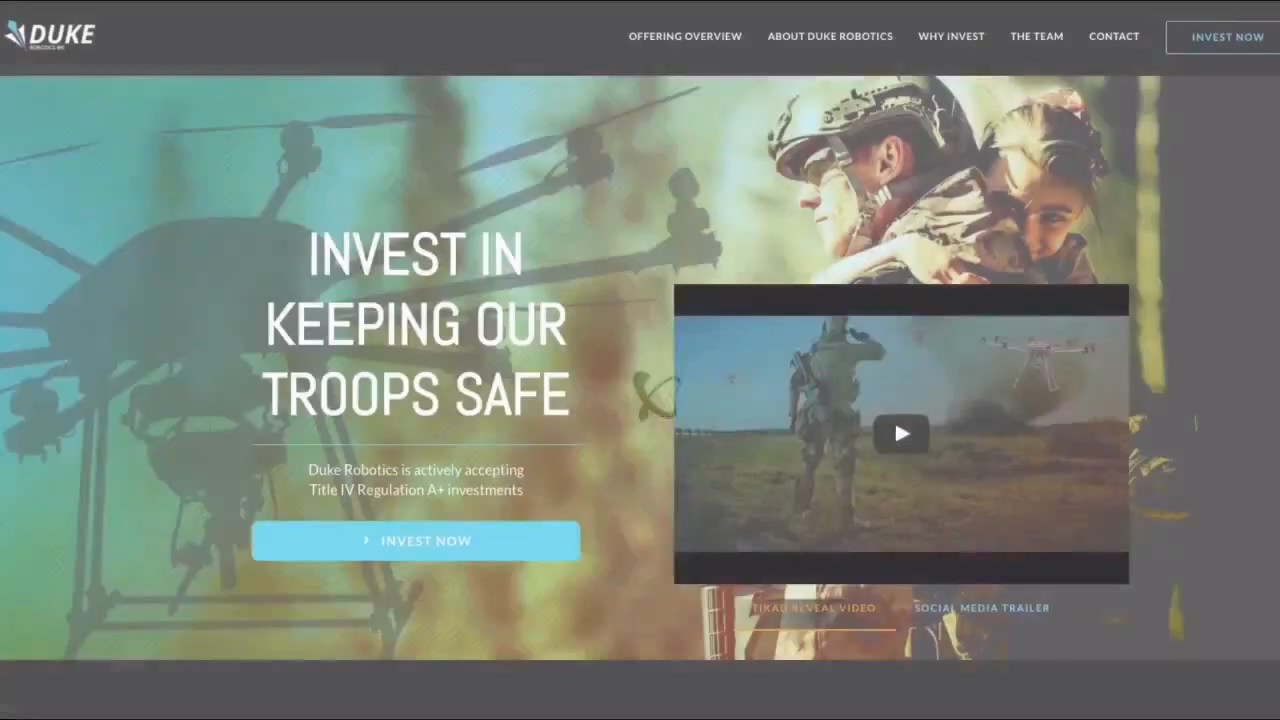 DUKE
OFFERING OVERVIEW
ABOUT DUKE ROBOTICS
WHY INVEST
THE TEAM
CONTACT
INVEST NOW
INVEST IN
KEEPING OUR
TROOPS SAFE
Duke Robotics is actively accepting
Title IV Regulation A+ investments
INVEST NOW
TIKAD REVEAL VIDEO
SOCIAL MEDIA TRAILER